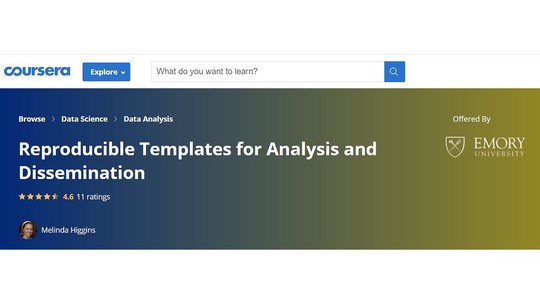 coursera
Explore
What do you want to learn?
Browse > Data Science > Data Analysis
Offered By
Reproducible Templates for Analysis and
Dissemination
EMORY
UNIVERSITY
4.6 11 ratings
Melinda Higgins